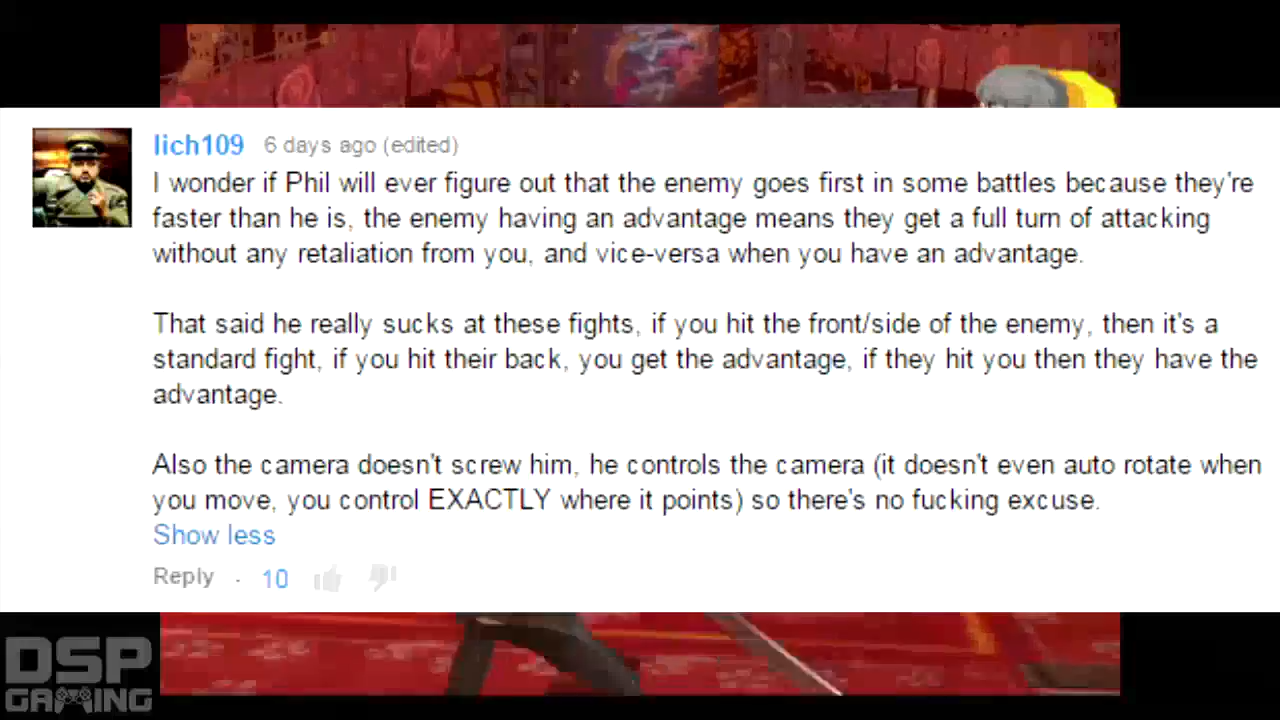 lich109 6 days ago (edited)
I wonder if Phil will ever figure out that the enemy goes first in some battles because they're
faster than he is, the enemy having an advantage means they get a full turn of attacking
without any retaliation from you, and vice-versa when you have an advantage.
That said he really sucks at these fights, if you hit the front/side of the enemy, then it's a
standard fight, if you hit their back, you get the advantage, if they hit you then they have the
advantage.
Also the camera doesn't screw him, he controls the camera (it doesn't even auto rotate when
you move, you control EXACTLY where it points) so there's no fucking excuse.
Show less
Reply · 10
DSP
GAMING